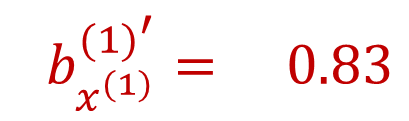 b_{x^{(1)}}^{(1)′} = 0.83